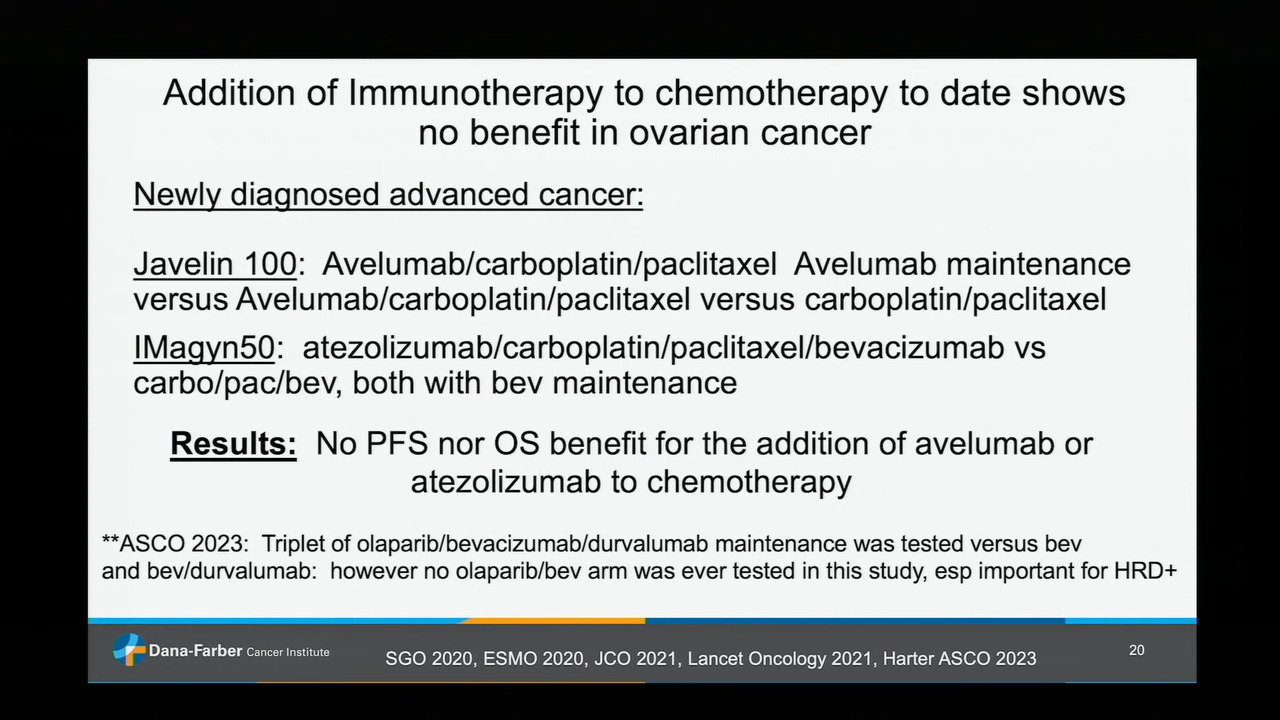 Addition of Immunotherapy to chemotherapy to date shows
no benefit in ovarian cancer
Newly diagnosed advanced cancer:
Javelin 100:  Avelumab/carboplatin/paclitaxel  Avelumab maintenance
versus Avelumab/carboplatin/paclitaxel versus carboplatin/paclitaxel
IMagyn50:  atezolizumab/carboplatin/paclitaxel/bevacizumab vs
carbo/pac/bev, both with bev maintenance
Results:  No PFS nor OS benefit for the addition of avelumab or
atezolizumab to chemotherapy
**ASCO 2023:  Triplet of olaparib/bevacizumab/durvalumab maintenance was tested versus bev
and bev/durvalumab:  however no olaparib/bev arm was ever tested in this study, esp important for HRD+
Dana-Farber Cancer Institute
SGO 2020, ESMO 2020, JCO 2021, Lancet Oncology 2021, Harter ASCO 2023
20